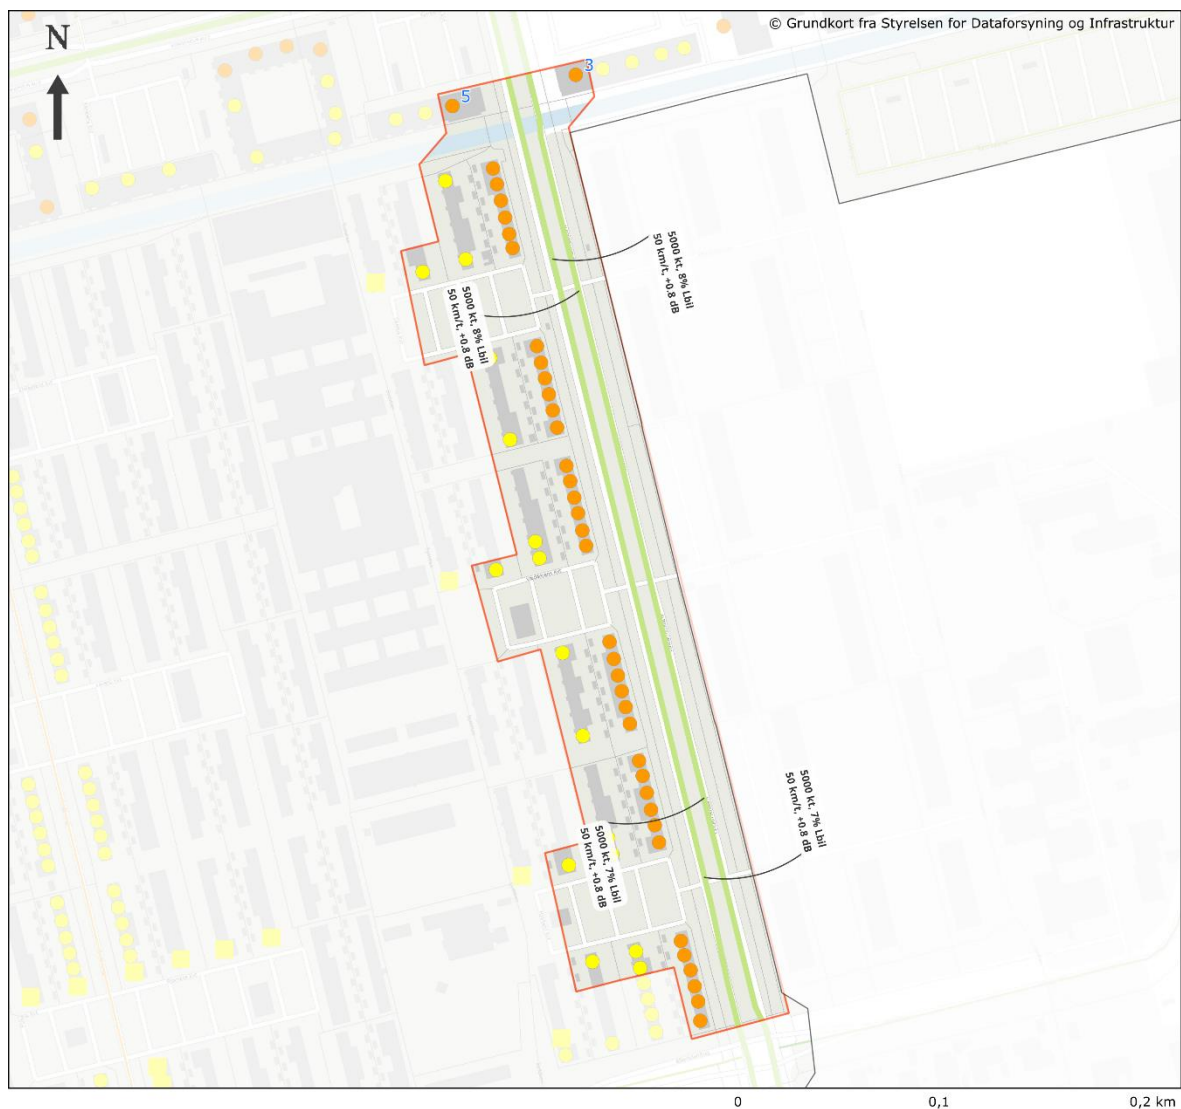 © Grundkort fra Styrelsen for Dataforsyning og Infrastruktur
N
3
5
5000 kt, 8% Lbil
50 km/t, +0.8 dB
5000 kt, 8% Lbil
50 km/t, +0.8 dB
5000 kt, 7% Lbil
50 km/t, +0.8 dB
5000 kt, 7% Lbil
50 km/t, +0.8 dB
0
0,1
0,2 km